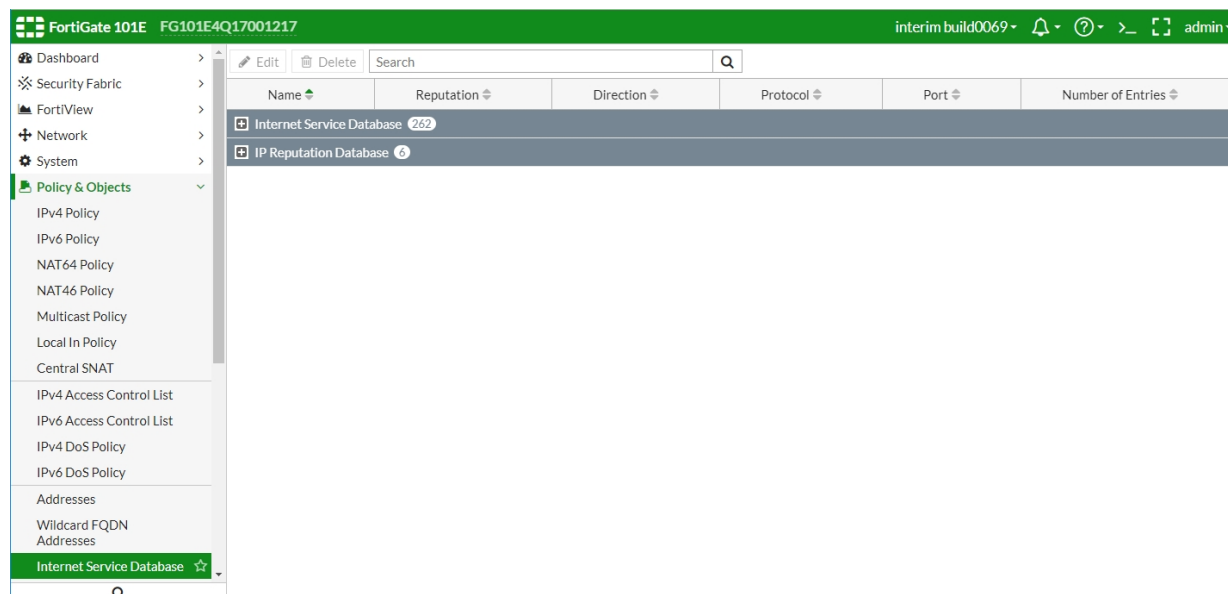 FortiGate 101E FG101E4Q17001217 interim build0069 admin
Dashboard
Security Fabric
FortiView
Network
System
Policy & Objects
IPv4 Policy
IPv6 Policy
NAT64 Policy
NAT46 Policy
Multicast Policy
Local In Policy
Central SNAT
IPv4 Access Control List
IPv6 Access Control List
IPv4 DoS Policy
IPv6 DoS Policy
Addresses
Wildcard FQDN
Addresses
Internet Service Database
Edit Delete Search
Name Reputation Direction Protocol Port Number of Entries
Internet Service Database 262
IP Reputation Database 6